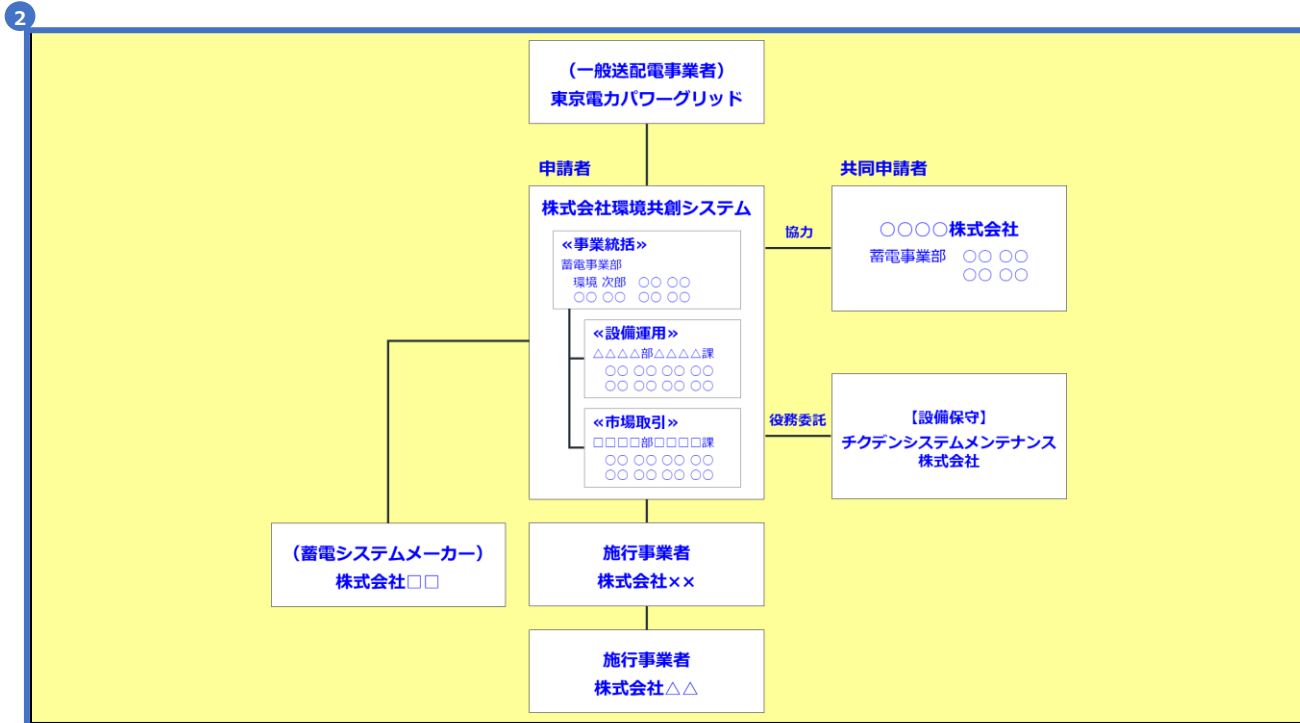 2
(一般送配電事業者)
東京電力パワーグリッド
申請者
共同申請者
株式会社環境共創システム
≪事業統括≫
蓄電事業部
環境 次郎 ○○ ○○
○○ ○○ ○○ ○○
協力
○○○○株式会社
蓄電事業部 ○○ ○○
○○ ○○
≪設備運用≫
△△△△部△△△△課
○○ ○○ ○○ ○○
○○ ○○ ○○ ○○
≪市場取引≫
□□□□部□□□□課
○○ ○○ ○○ ○○
○○ ○○ ○○ ○○
役務委託
【設備保守】
チクデンシステムメンテナンス
株式会社
(蓄電システムメーカー)
株式会社□□
施行事業者
株式会社××
施行事業者
株式会社△△